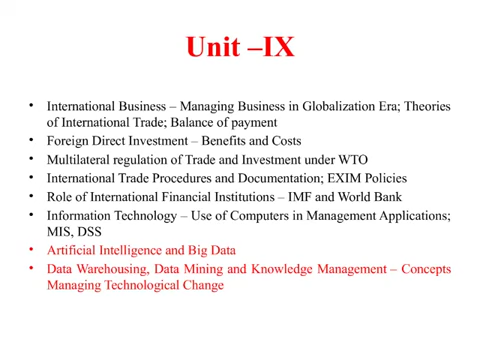 Unit –IX
• International Business – Managing Business in Globalization Era; Theories
of International Trade; Balance of payment
• Foreign Direct Investment – Benefits and Costs
• Multilateral regulation of Trade and Investment under WTO
• International Trade Procedures and Documentation; EXIM Policies
• Role of International Financial Institutions – IMF and World Bank
• Information Technology – Use of Computers in Management Applications;
MIS, DSS
• Artificial Intelligence and Big Data
• Data Warehousing, Data Mining and Knowledge Management – Concepts
Managing Technological Change